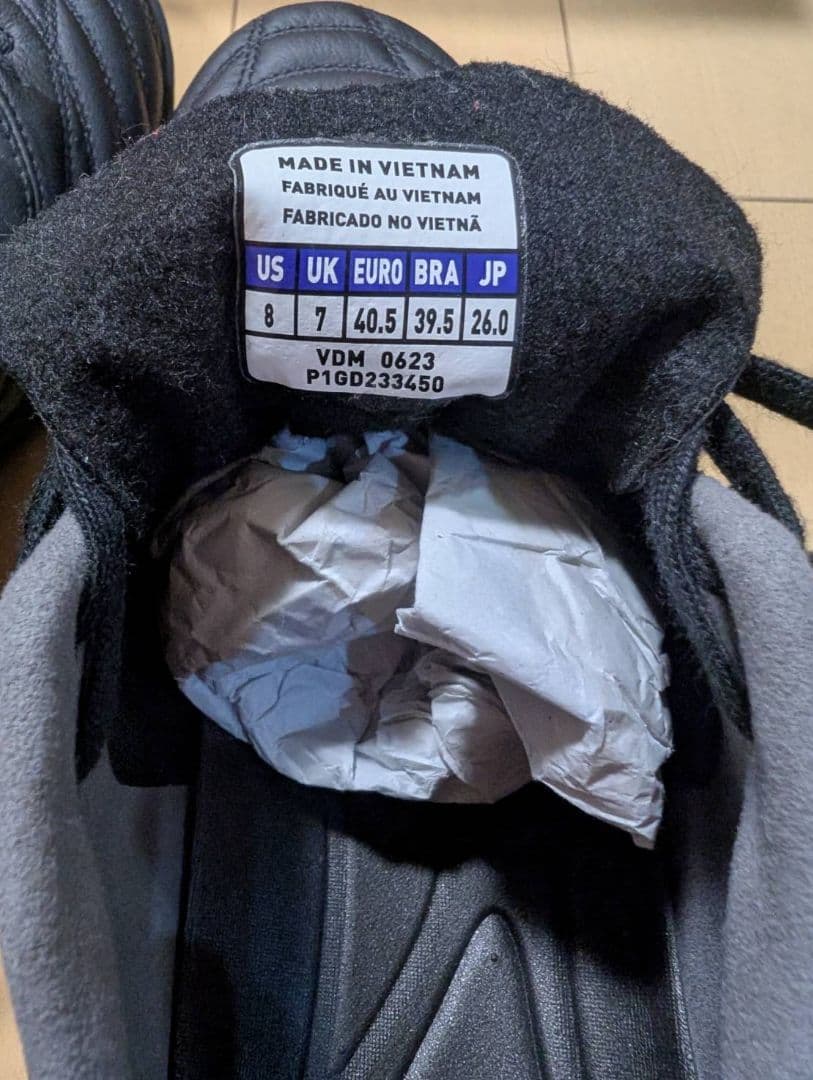 MADE IN VIETNAM
FABRIQUÉ AU VIETNAM
FABRICADO NO VIETNÃ
US UK EURO BRA JP
8 7 40.5 39.5 26.0
VDM 0623
P1GD233450